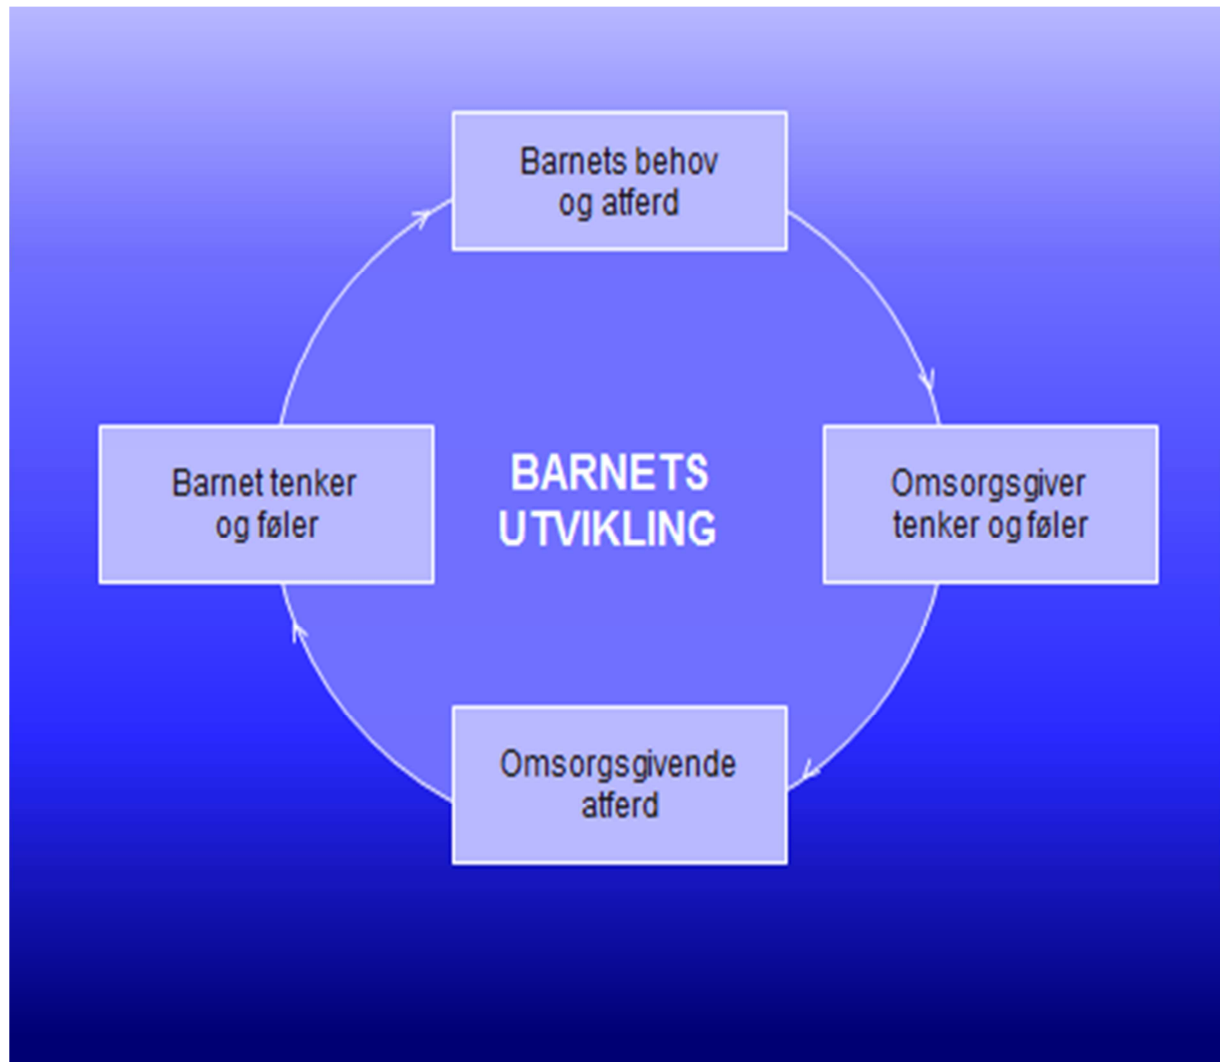 Barnets behov
og atferd
Barnet tenker
og føler
BARNETS
UTVIKLING
Omsorgsgiver
tenker og føler
Omsorgsgivende
atferd